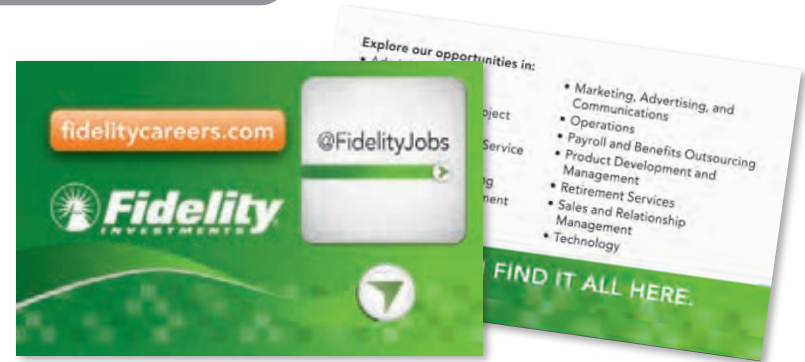 fidelitycareers.com
Fidelity
INVESTMENTS
@FidelityJobs
Explore our opportunities in:
Service
• Marketing, Advertising, and
Communications
• Operations
• Payroll and Benefits Outsourcing
• Product Development and
Management
• Retirement Services
• Sales and Relationship
Management
• Technology
FIND IT ALL HERE.